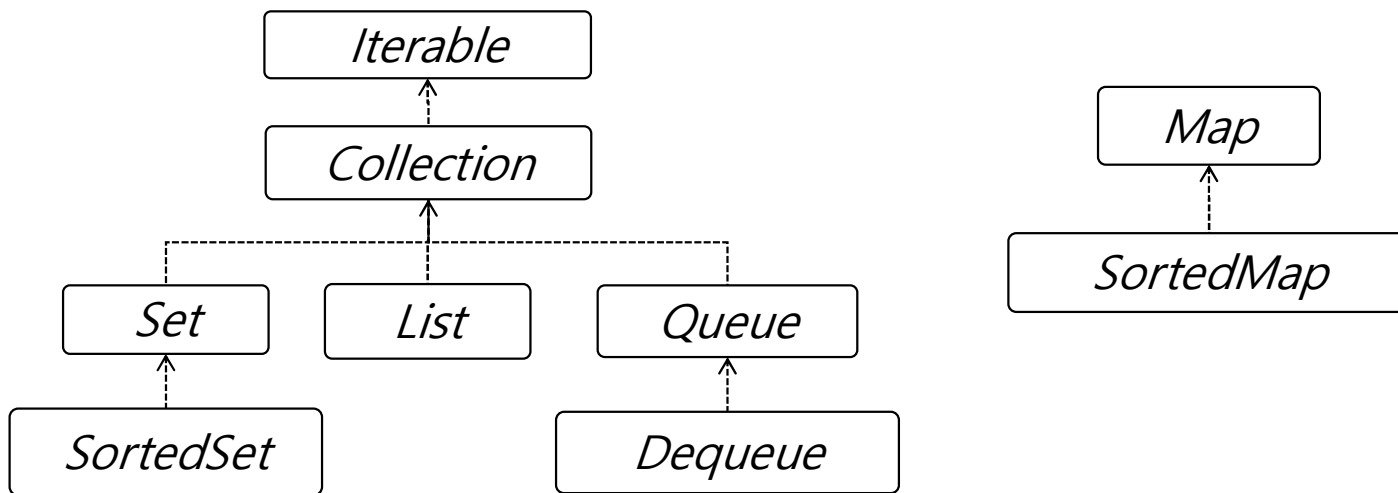 Iterable
Collection
Map
SortedMap
Set
List
Queue
SortedSet
Dequeue